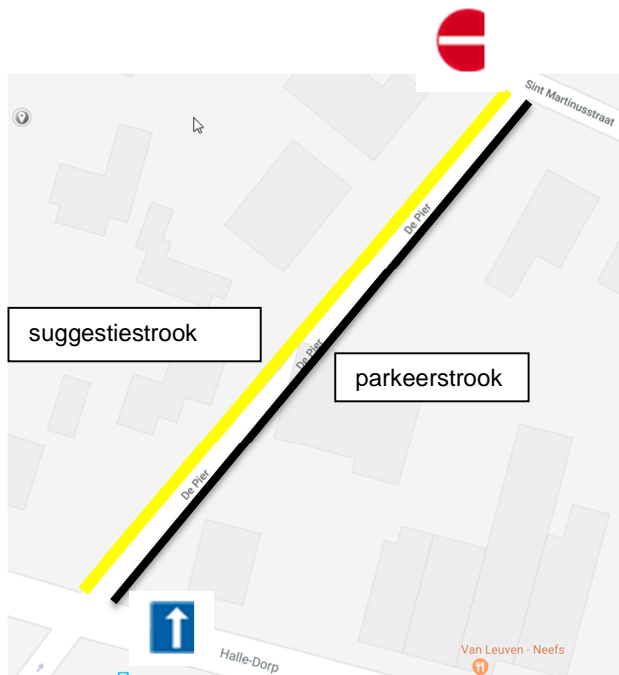 Sint Martinusstraat
De Pier
suggestiestrook
De Pier
parkeerstrook
De Pier
Van Leuven - Neefs
Halle-Dorp